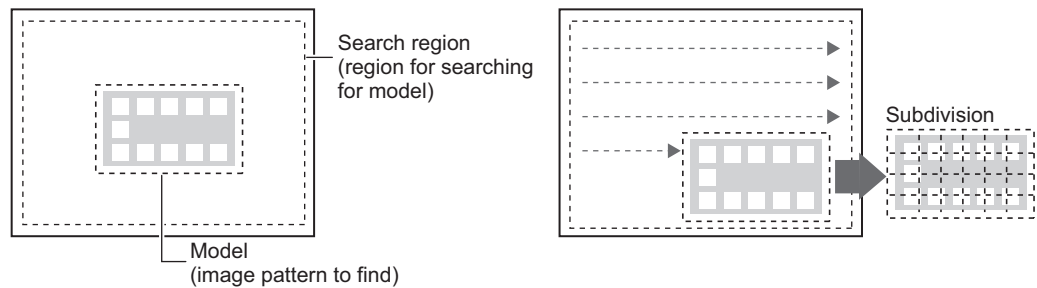 Search region
(region for searching
for model)
Model
(image pattern to find)
Subdivision